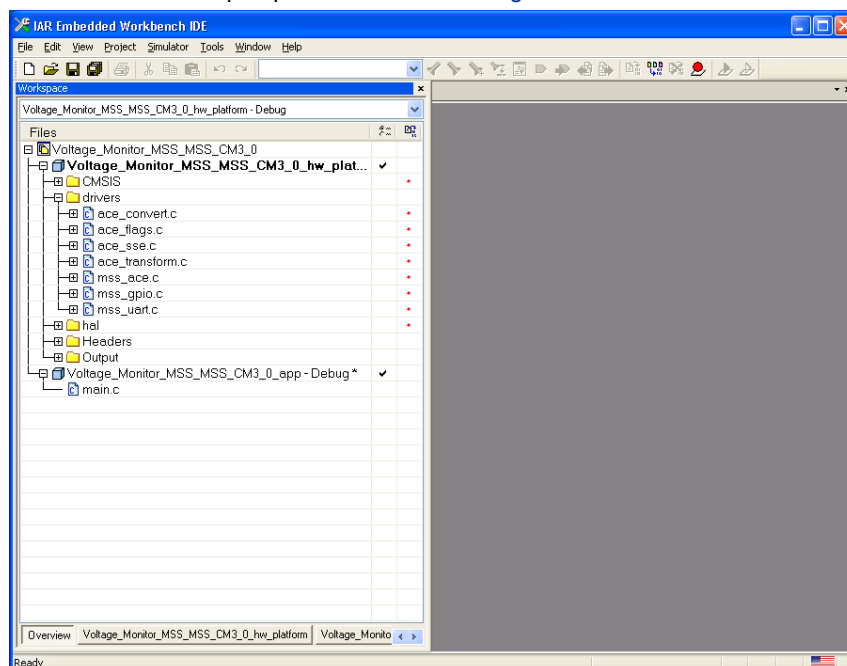 IAR Embedded Workbench IDE
File Edit View Project Simulator Tools Window Help
Workspace
Voltage_Monitor_MSS_MSS_CM3_0_hw_platform - Debug
Files
Voltage_Monitor_MSS_MSS_CM3_0
Voltage_Monitor_MSS_MSS_CM3_0_hw_plat...
CMSIS
drivers
ace_convert.c
ace_flags.c
ace_sse.c
ace_transform.c
mss_ace.c
mss_gpio.c
mss_uart.c
hal
Headers
Output
Voltage_Monitor_MSS_MSS_CM3_0_app - Debug *
main.c
Overview Voltage_Monitor_MSS_MSS_CM3_0_hw_platform Voltage_Monito
Ready